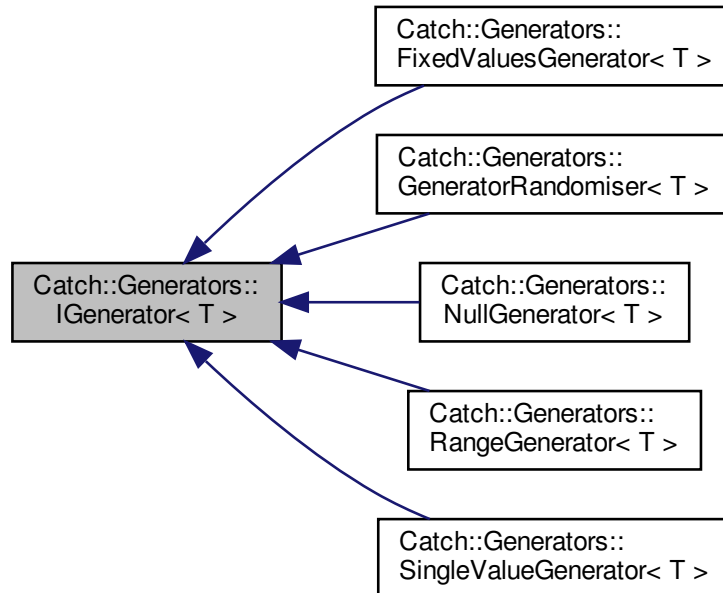 Catch::Generators::
FixedValuesGenerator< T >
Catch::Generators::
GeneratorRandomiser< T >
Catch::Generators::
IGenerator< T >
Catch::Generators::
NullGenerator< T >
Catch::Generators::
RangeGenerator< T >
Catch::Generators::
SingleValueGenerator< T >